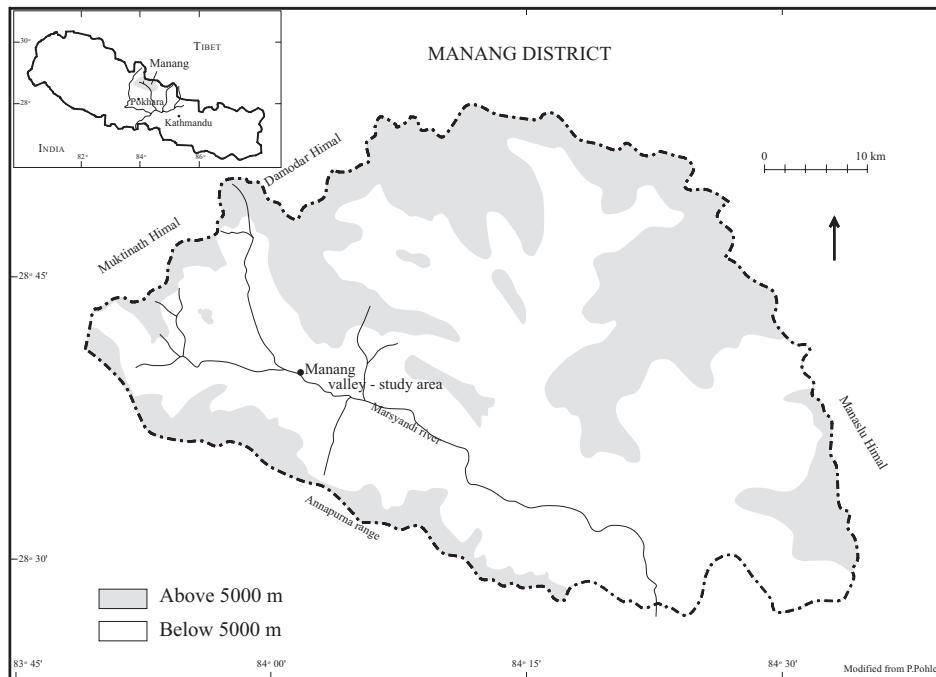 MANANG DISTRICT
TIBET
30°
Manang
Pokhara
28°
Kathmandu
INDIA
82°
84°
86°
0
10 km
Damodar Himal
Muktinath Himal
28° 45'
Manang
valley - study area
Marsyandi river
Manaslu Himal
Annapurna range
28° 30'
Above 5000 m
Below 5000 m
83° 45'
84° 00'
84° 15'
84° 30'
Modified from P.Pohle